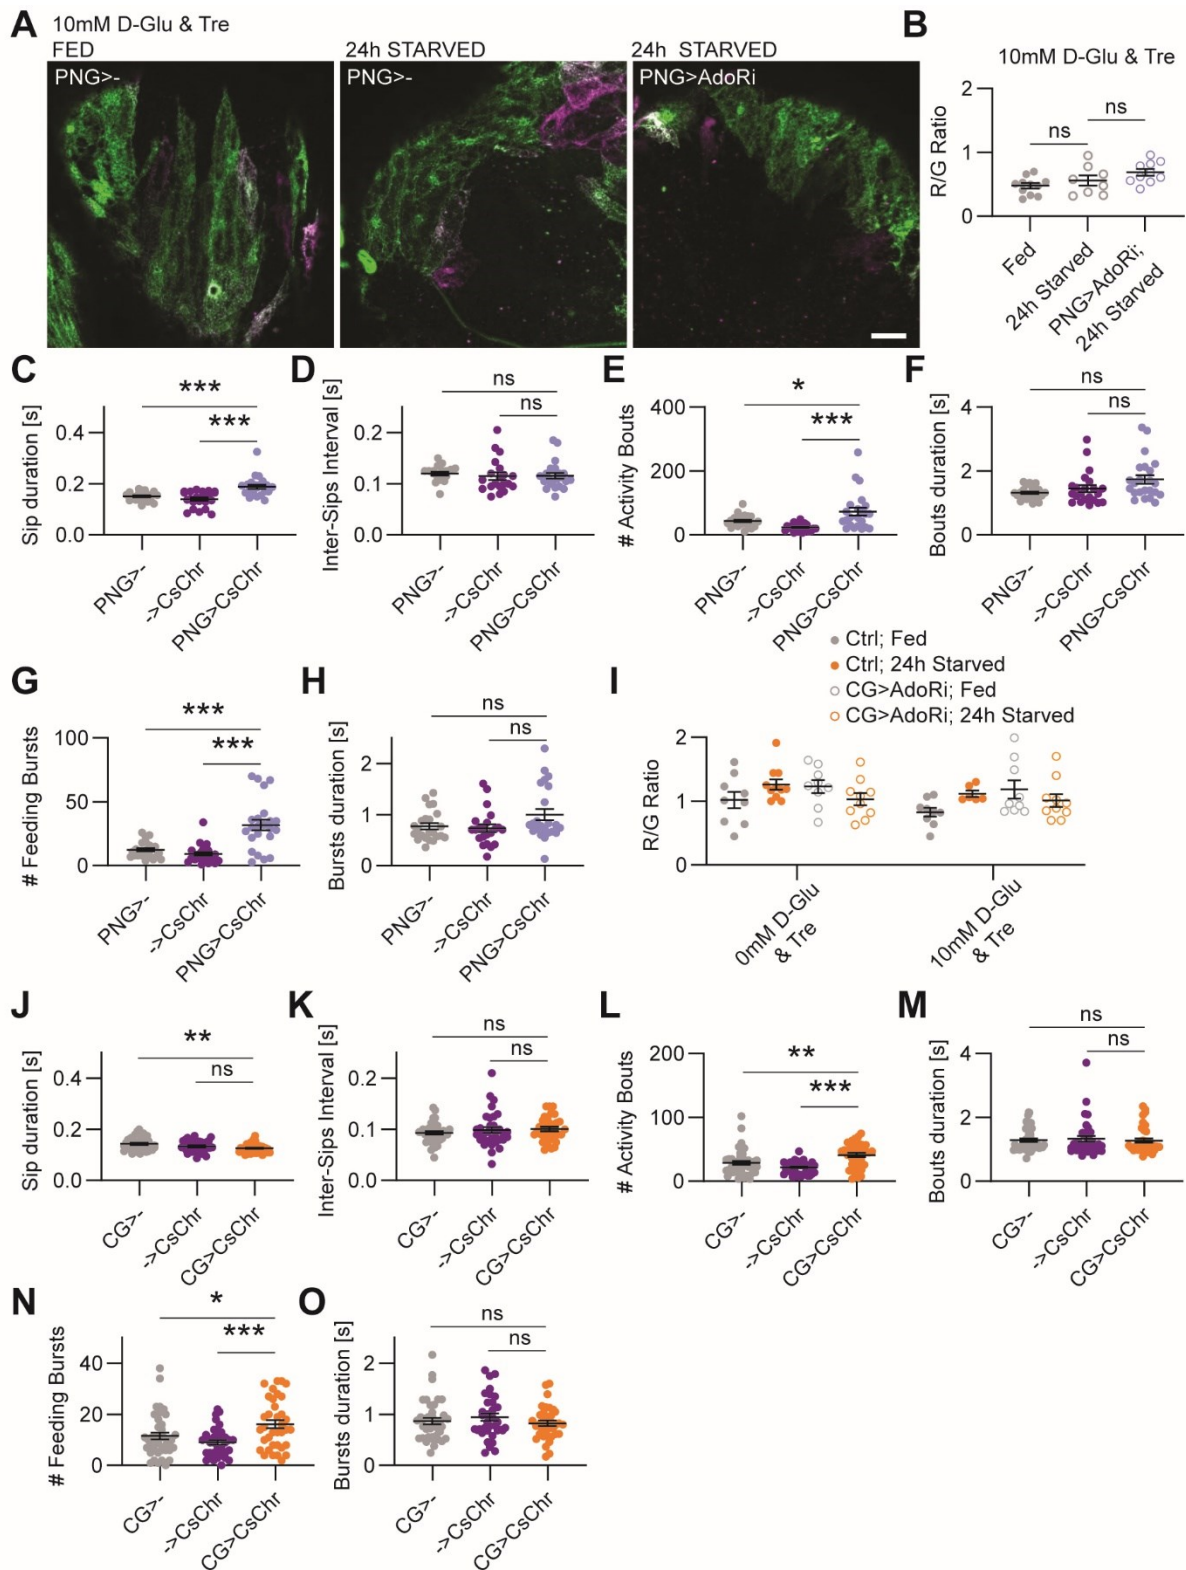 A
10mM D-Glu & Tre
FED
24h STARVED
24h STARVED
PNG>-
PNG>-
PNG>AdoRi
B
10mM D-Glu & Tre
ns
ns
R/G Ratio
2
1
0
Fed
24h Starved
PNG>AdoRi;
24h Starved
C
***
***
Sip duration [s]
0.4
0.2
0.0
PNG>-
->CsChr
PNG>CsChr
D
ns
ns
Inter-Sips Interval [s]
0.2
0.1
0.0
PNG>-
->CsChr
PNG>CsChr
E
*
***
# Activity Bouts
400
200
0
PNG>-
->CsChr
PNG>CsChr
F
ns
ns
Bouts duration [s]
4
2
0
PNG>-
->CsChr
PNG>CsChr
G
***
***
# Feeding Bursts
100
50
0
PNG>-
->CsChr
PNG>CsChr
H
ns
ns
Bursts duration [s]
2
1
0
PNG>-
->CsChr
PNG>CsChr
I
Ctrl; Fed
Ctrl; 24h Starved
CG>AdoRi; Fed
CG>AdoRi; 24h Starved
R/G Ratio
2
1
0
0mM D-Glu
& Tre
10mM D-Glu
& Tre
J
**
ns
Sip duration [s]
0.4
0.2
0.0
CG>-
->CsChr
CG>CsChr
K
ns
ns
Inter-Sips Interval [s]
0.2
0.1
0.0
CG>-
->CsChr
CG>CsChr
L
**
***
# Activity Bouts
200
100
0
CG>-
->CsChr
CG>CsChr
M
ns
ns
Bouts duration [s]
4
2
0
CG>-
->CsChr
CG>CsChr
N
*
***
# Feeding Bursts
40
20
0
CG>-
->CsChr
CG>CsChr
O
ns
ns
Bursts duration [s]
2
1
0
CG>-
->CsChr
CG>CsChr